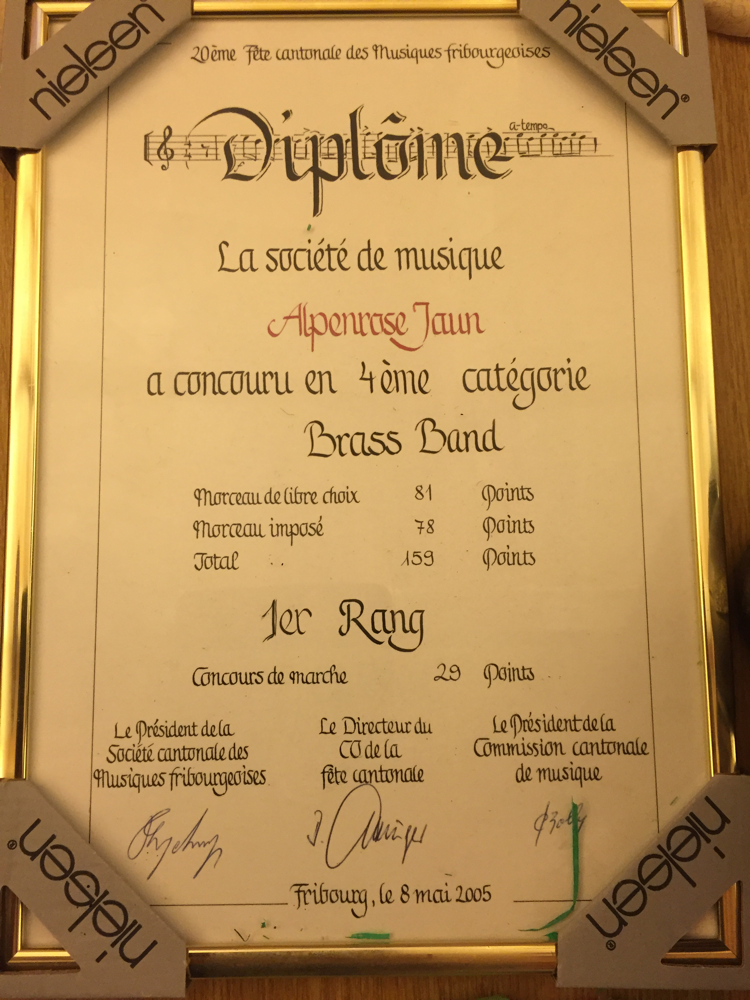 nielsen
nielsen®
20ème Fête cantonale des Musiques fribourgeoises
a-tempo
Diplôme
La société de musique
Alpenrose Jaun
a concouru en 4ème catégorie
Brass Band
Morceau de libre choix 81 Points
Morceau imposé 78 Points
Total 159 Points
1er Rang
Concours de marche 29 Points
Le Président de la
Société cantonale des
Musiques fribourgeoises
Le Directeur du
CO de la
fête cantonale
Le Président de la
Commission cantonale
de musique
Fribourg, le 8 mai 2005
nielsen®
nielsen®